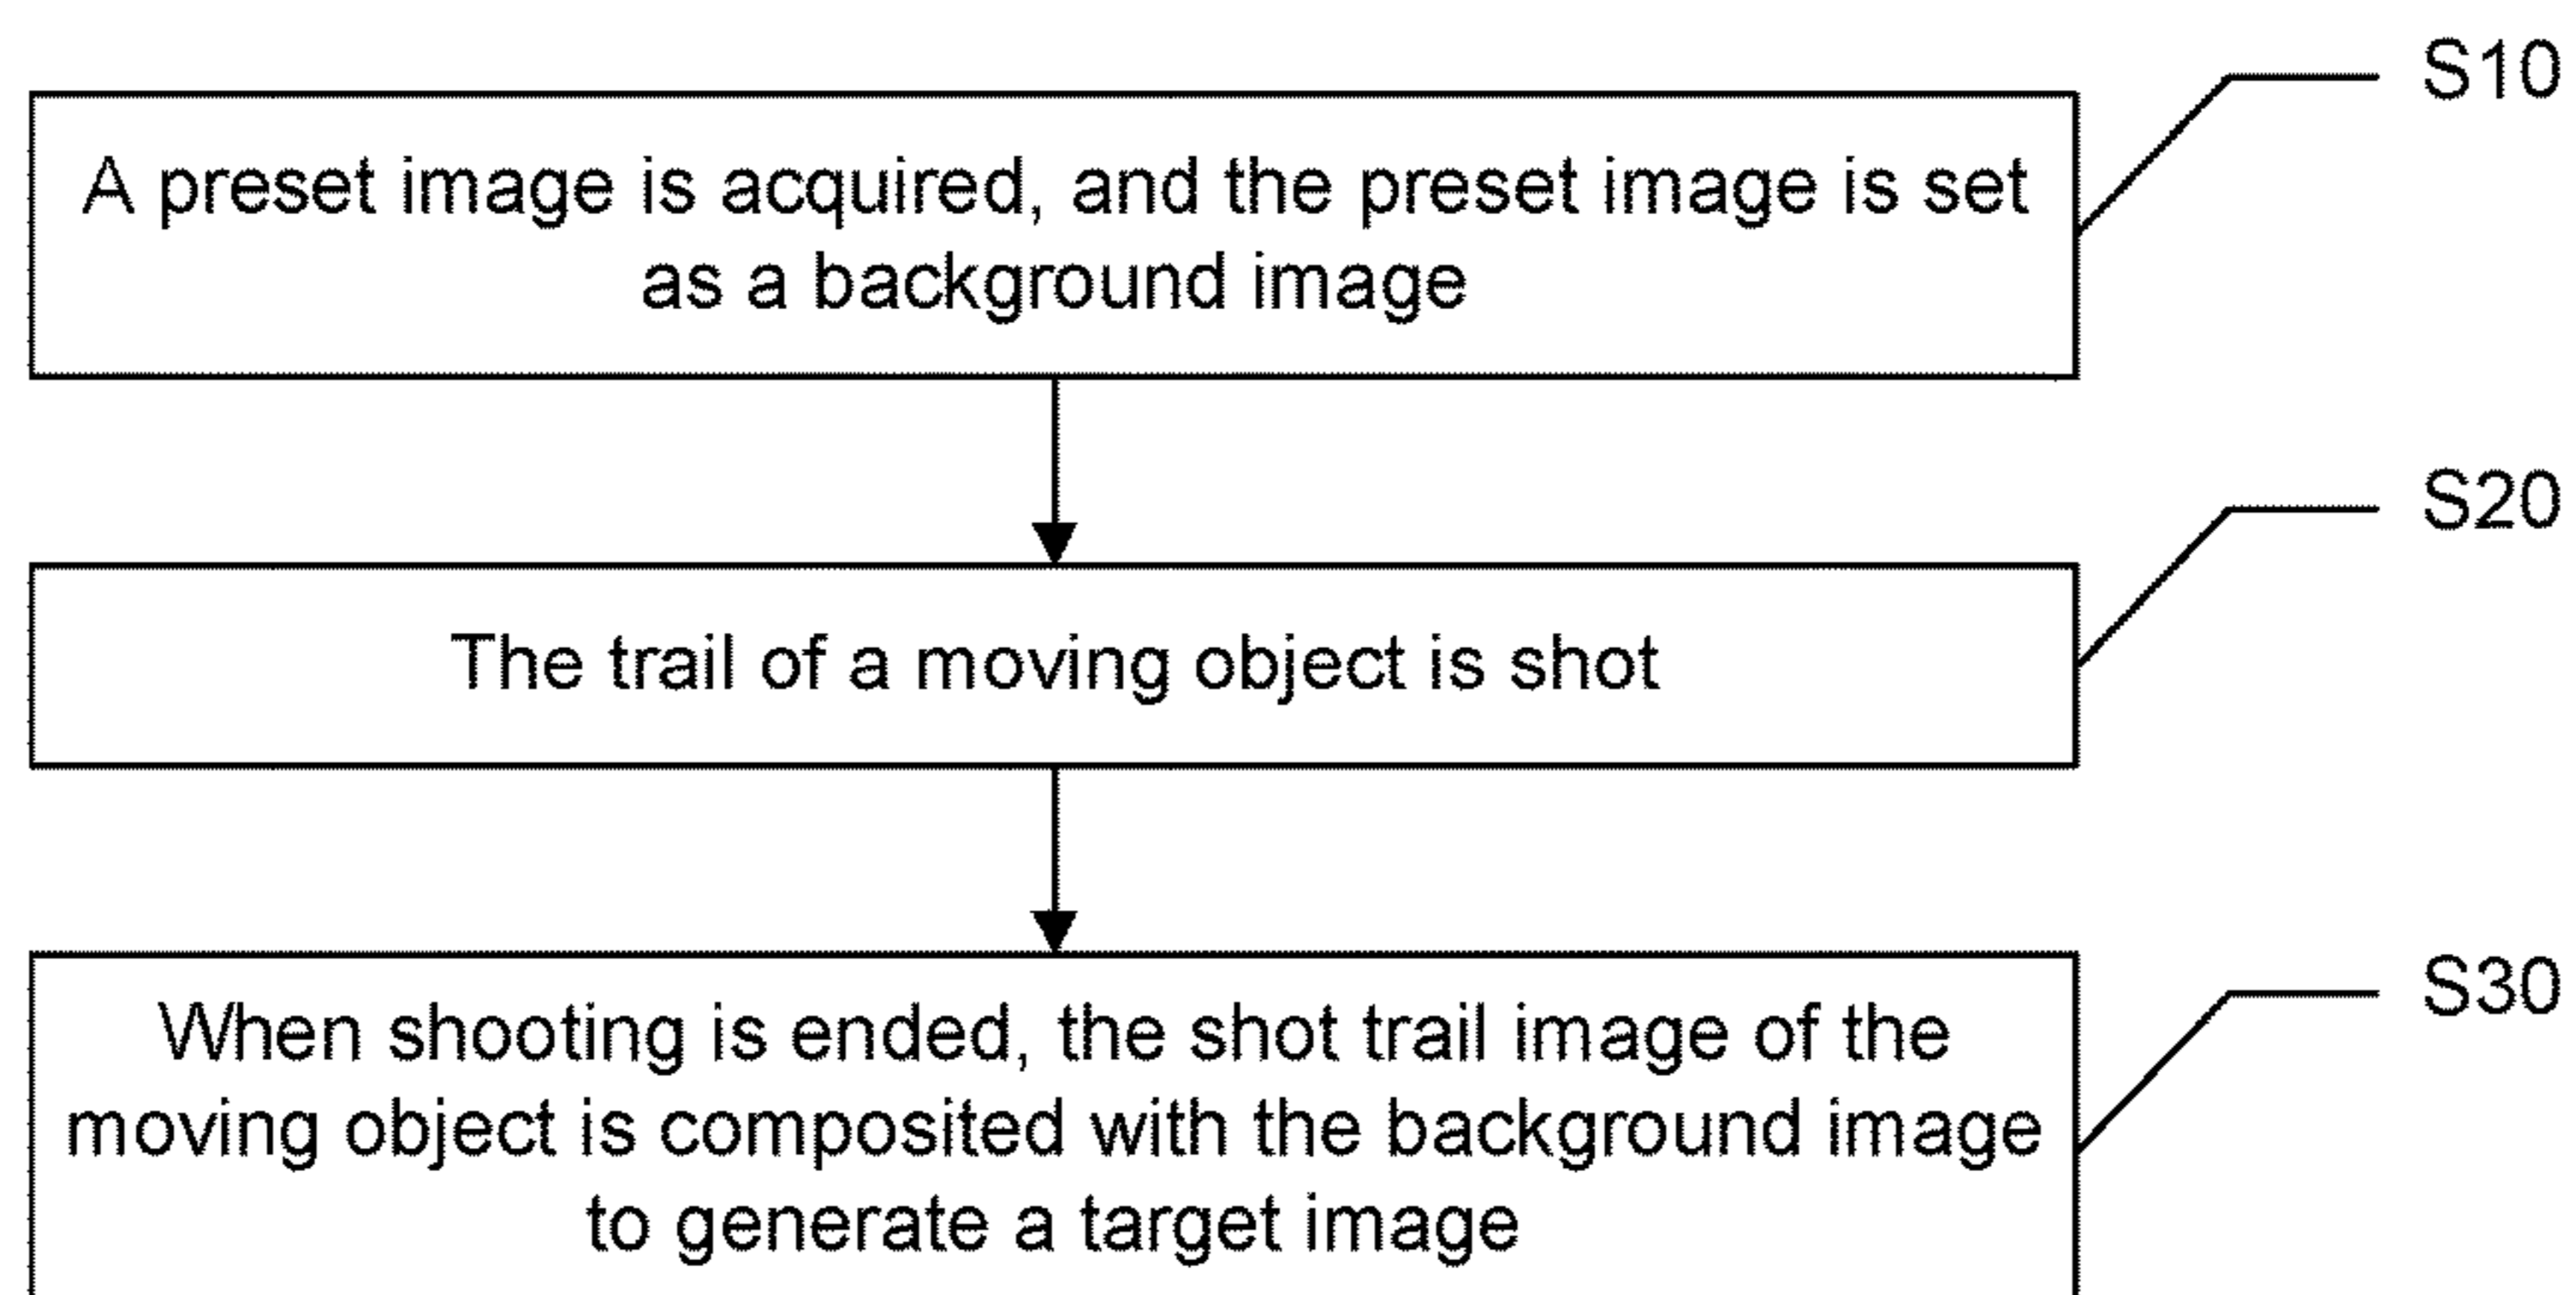 S10
A preset image is acquired, and the preset image is set
as a background image
S20
The trail of a moving object is shot
S30
When shooting is ended, the shot trail image of the
moving object is composited with the background image
to generate a target image